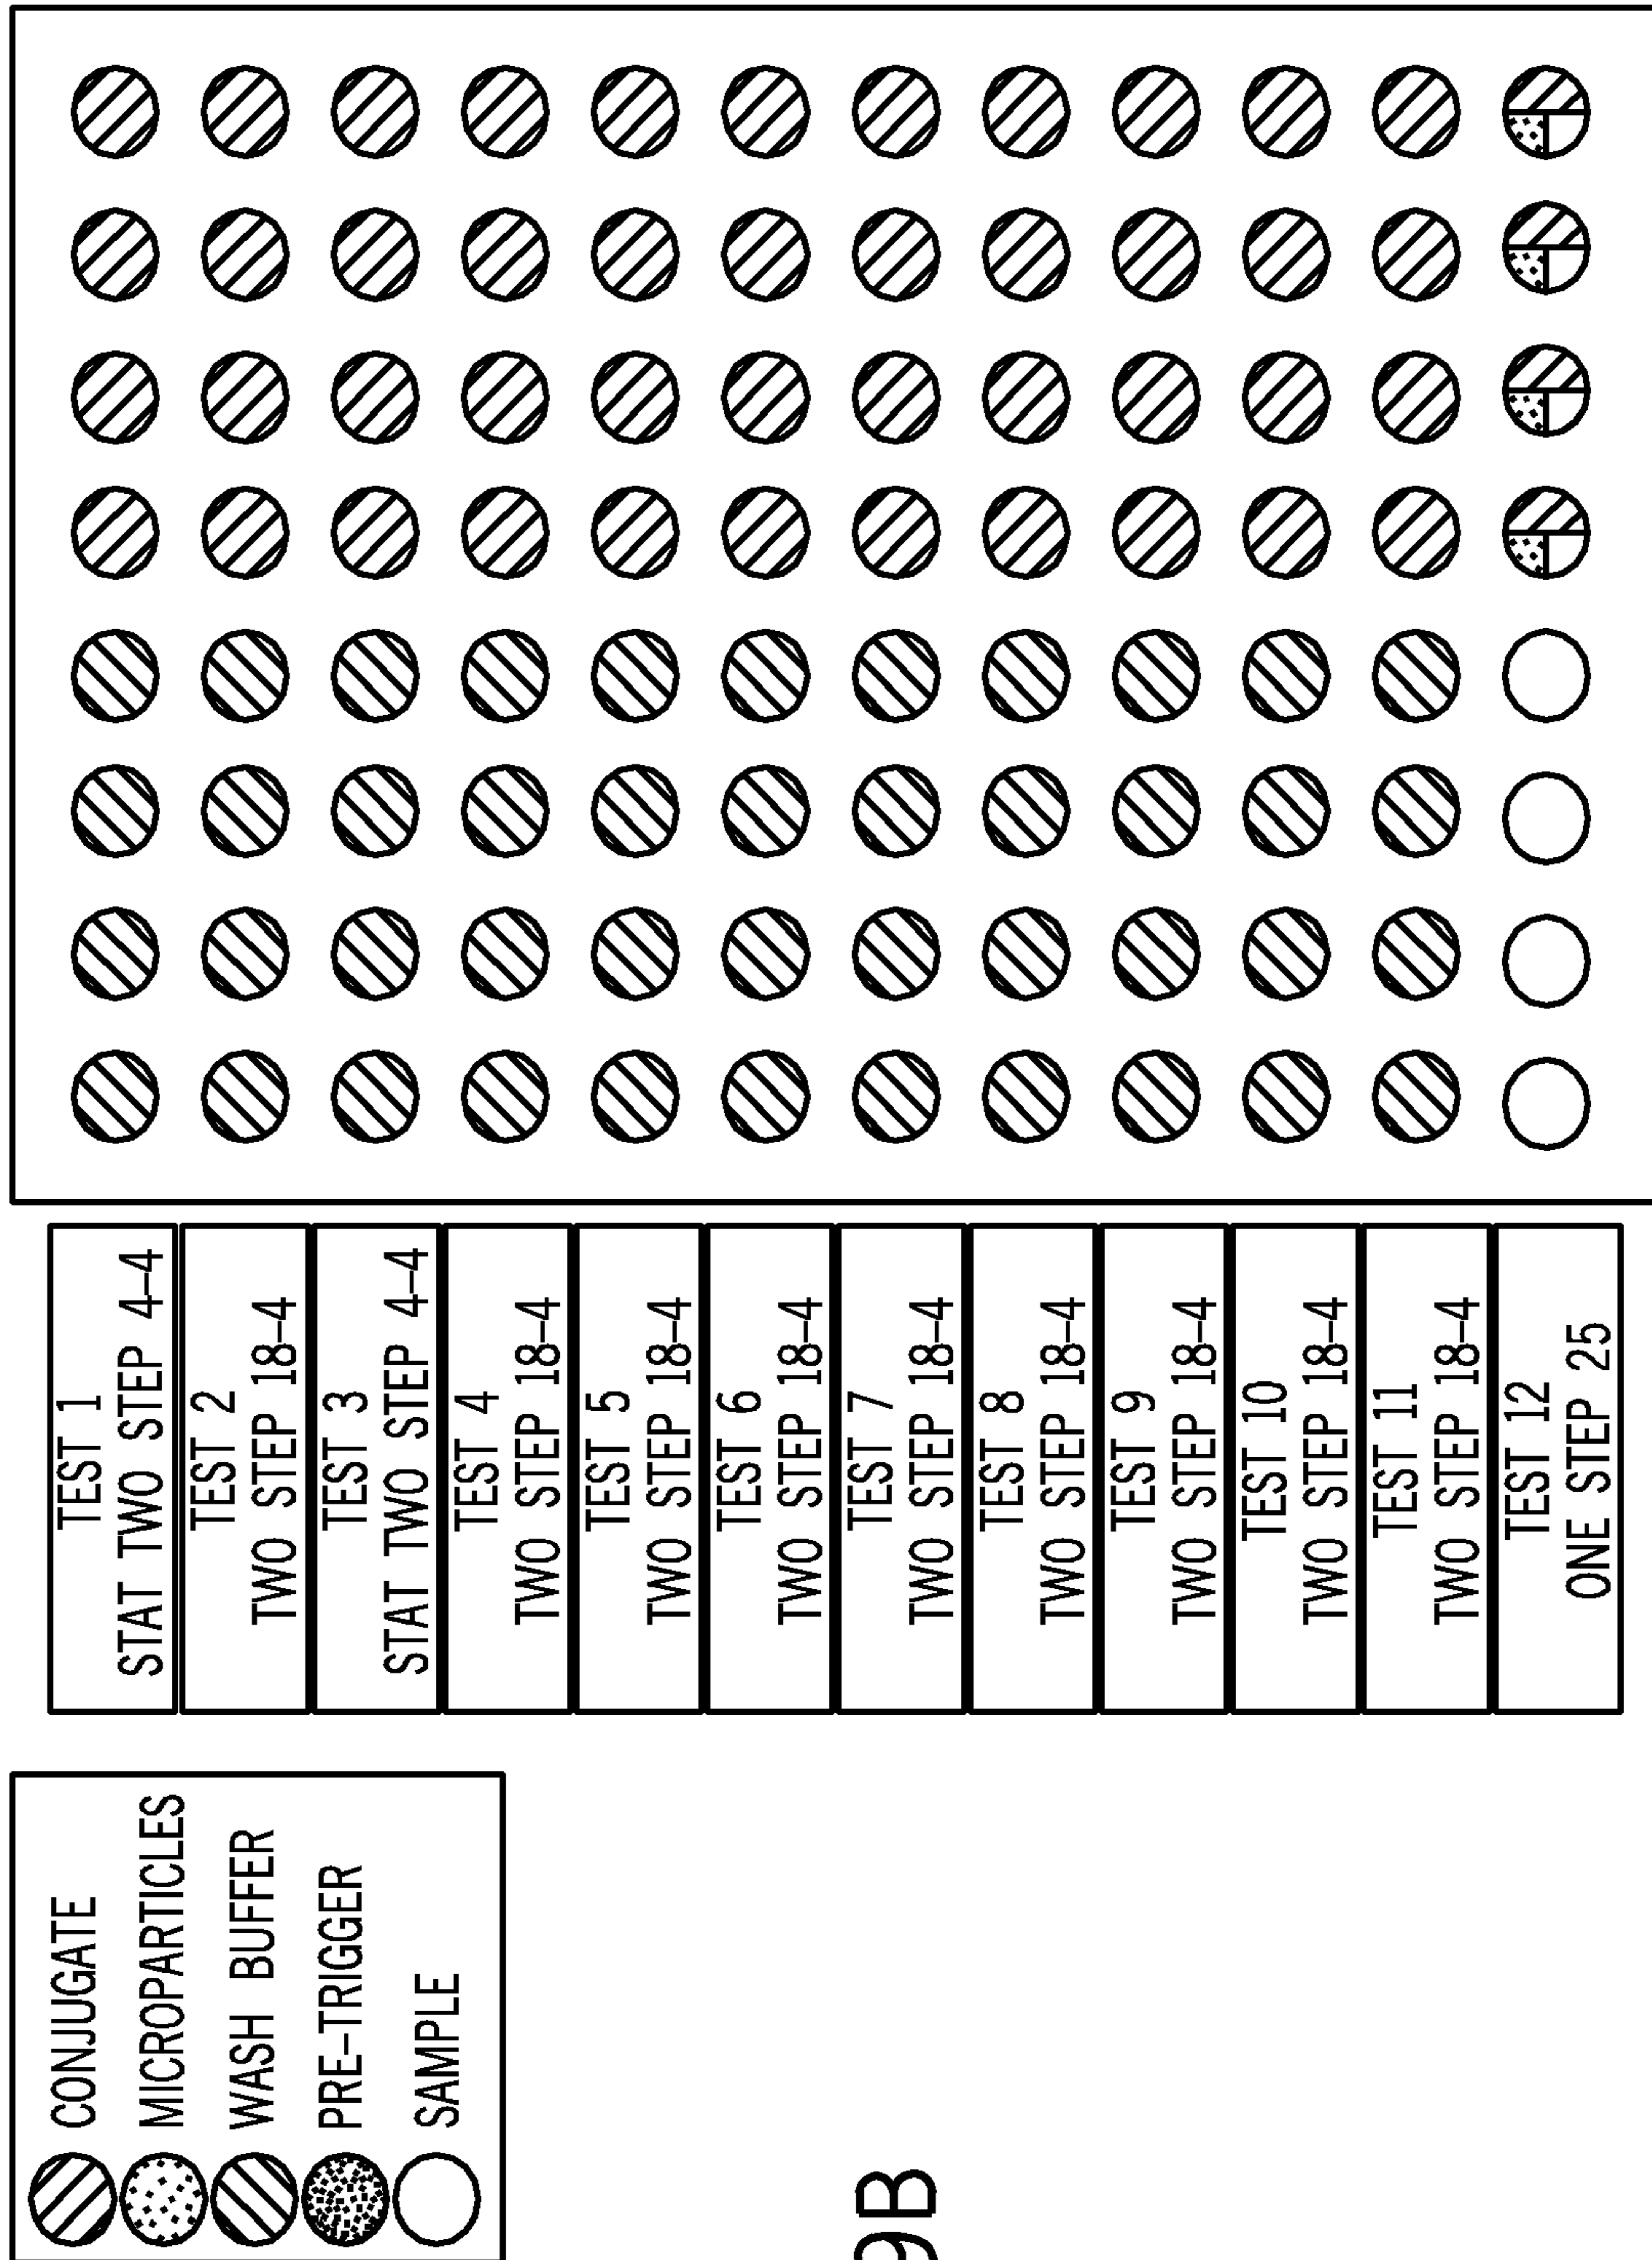 CONJUGATE
MICROPARTICLES
WASH BUFFER
PRE-TRIGGER
SAMPLE
TEST 1
STAT TWO STEP 4-4
TEST 2
TWO STEP 18-4
TEST 3
STAT TWO STEP 4-4
TEST 4
TWO STEP 18-4
TEST 5
TWO STEP 18-4
TEST 6
TWO STEP 18-4
TEST 7
TWO STEP 18-4
TEST 8
TWO STEP 18-4
TEST 9
TWO STEP 18-4
TEST 10
TWO STEP 18-4
TEST 11
TWO STEP 18-4
TEST 12
ONE STEP 25
9B